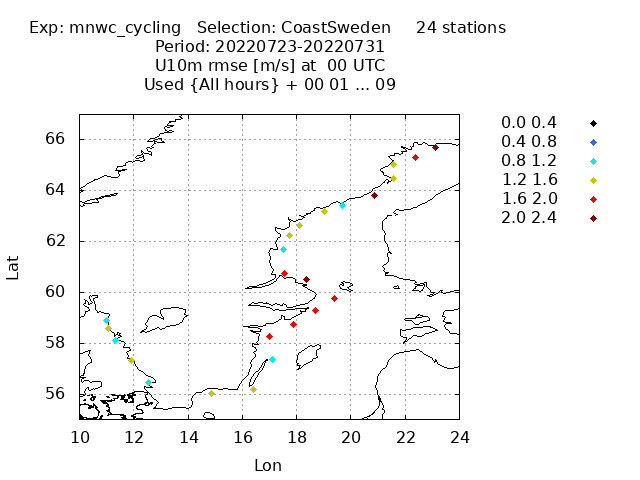 Exp: mnwc_cycling Selection: CoastSweden 24 stations
Period: 20220723-20220731
U10m rmse [m/s] at 00 UTC
Used {All hours} + 00 01 ... 09
0.0 0.4
0.4 0.8
0.8 1.2
1.2 1.6
1.6 2.0
2.0 2.4
66
64
62
60
58
56
Lat
10 12 14 16 18 20 22 24
Lon